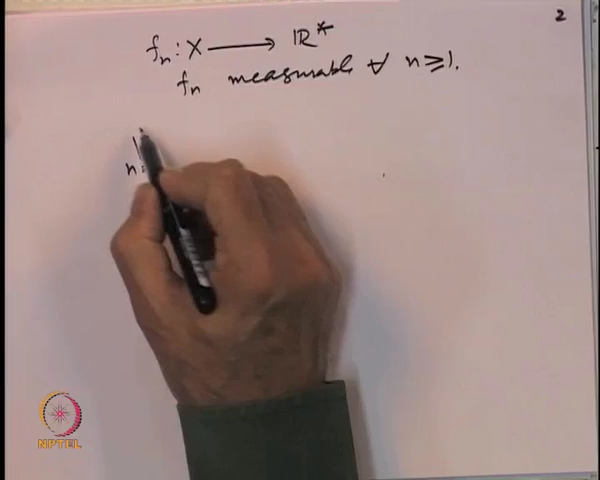 2
fₙ : X ⟶ ℝ*
fₙ measurable ∀ n ≥ 1.
n
NPTEL